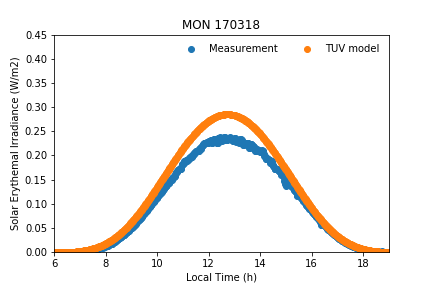 MON 170318
Measurement
TUV model
Solar Erythemal Irradiance (W/m2)
0.45
0.40
0.35
0.30
0.25
0.20
0.15
0.10
0.05
0.00
6 8 10 12 14 16 18
Local Time (h)